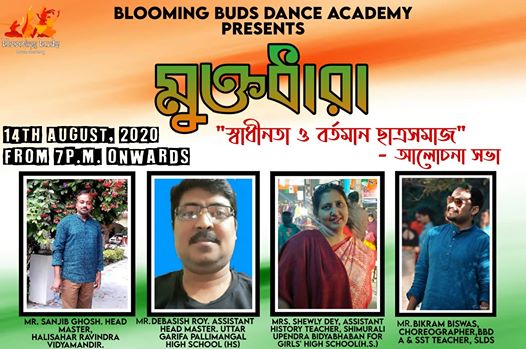 BLOOMING BUDS DANCE ACADEMY
PRESENTS
blooming buds
মুক্তধারা
14TH AUGUST, 2020
FROM 7P.M. ONWARDS
"স্বাধীনতা ও বর্তমান ছাত্রসমাজ"
- আলোচনা সভা
MR. SANJIB GHOSH. HEAD
MASTER,
HALISAHAR RAVINDRA
VIDYAMANDIR.
MR.DEBASISH ROY. ASSISTANT
HEAD MASTER. UTTAR
GARIFA PALLIMANGAL
HIGH SCHOOL (HS)
MRS. SHEWLY DEY, ASSISTANT
HISTORY TEACHER, SHIMURALI
UPENDRA BIDYABHABAN FOR
GIRLS' HIGH SCHOOL(H.S.)
MR.BIKRAM BISWAS,
CHOREOGRAPHER,BBD
A & SST TEACHER, SLDS